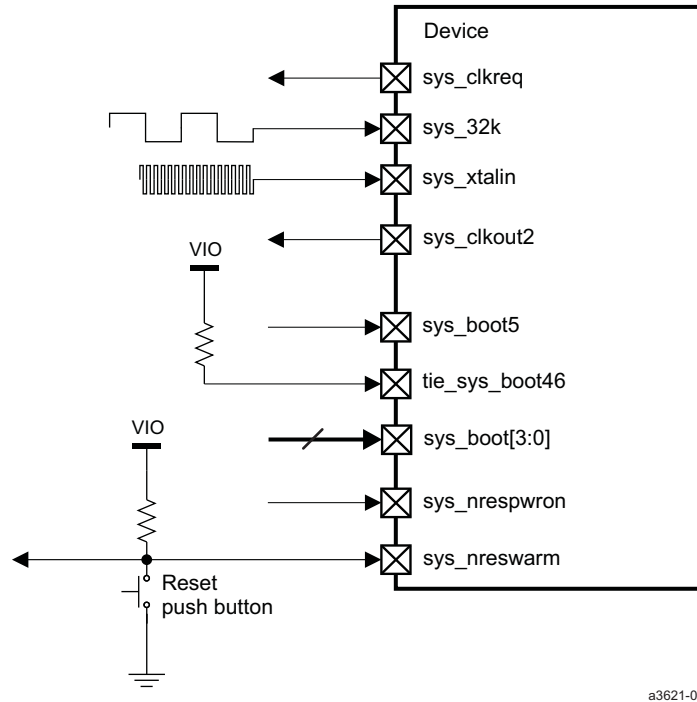 Device
sys_clkreq
sys_32k
sys_xtalin
sys_clkout2
VIO
sys_boot5
tie_sys_boot46
VIO
sys_boot[3:0]
sys_nrespwron
sys_nreswarm
Reset
push button
a3621-0